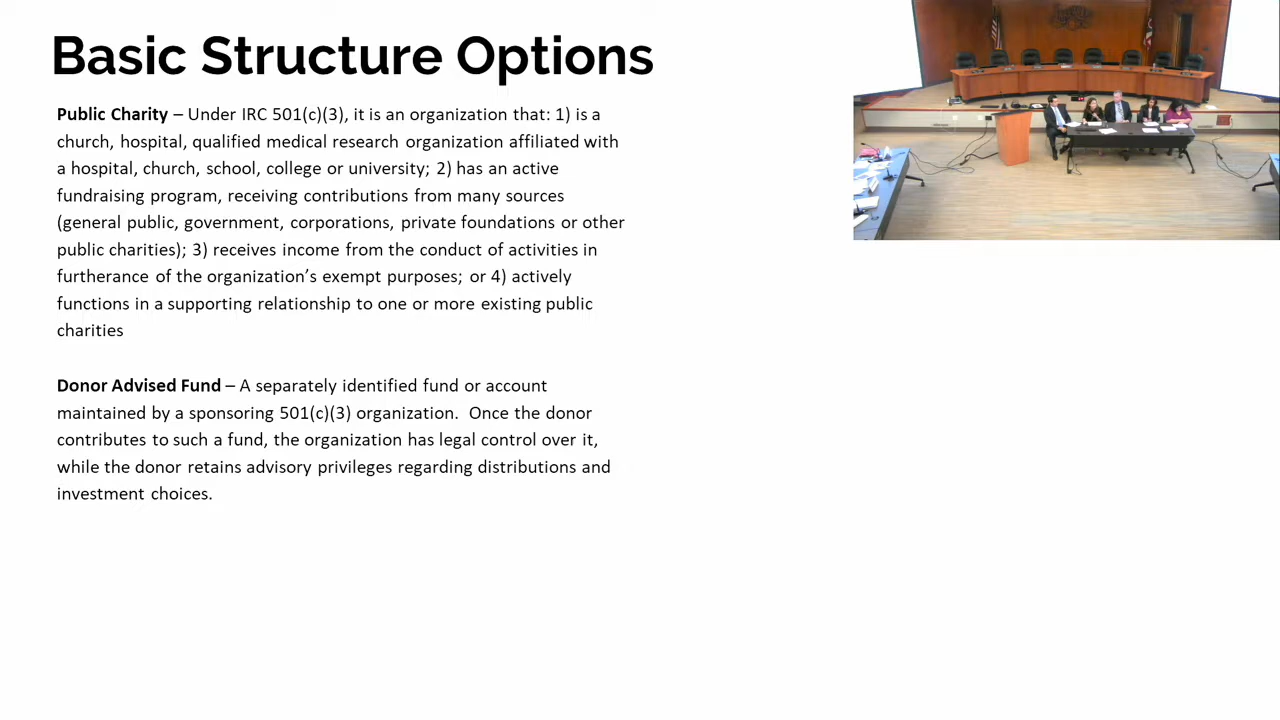 Basic Structure Options
Public Charity – Under IRC 501(c)(3), it is an organization that: 1) is a
church, hospital, qualified medical research organization affiliated with
a hospital, church, school, college or university; 2) has an active
fundraising program, receiving contributions from many sources
(general public, government, corporations, private foundations or other
public charities); 3) receives income from the conduct of activities in
furtherance of the organization’s exempt purposes; or 4) actively
functions in a supporting relationship to one or more existing public
charities
Donor Advised Fund – A separately identified fund or account
maintained by a sponsoring 501(c)(3) organization.  Once the donor
contributes to such a fund, the organization has legal control over it,
while the donor retains advisory privileges regarding distributions and
investment choices.